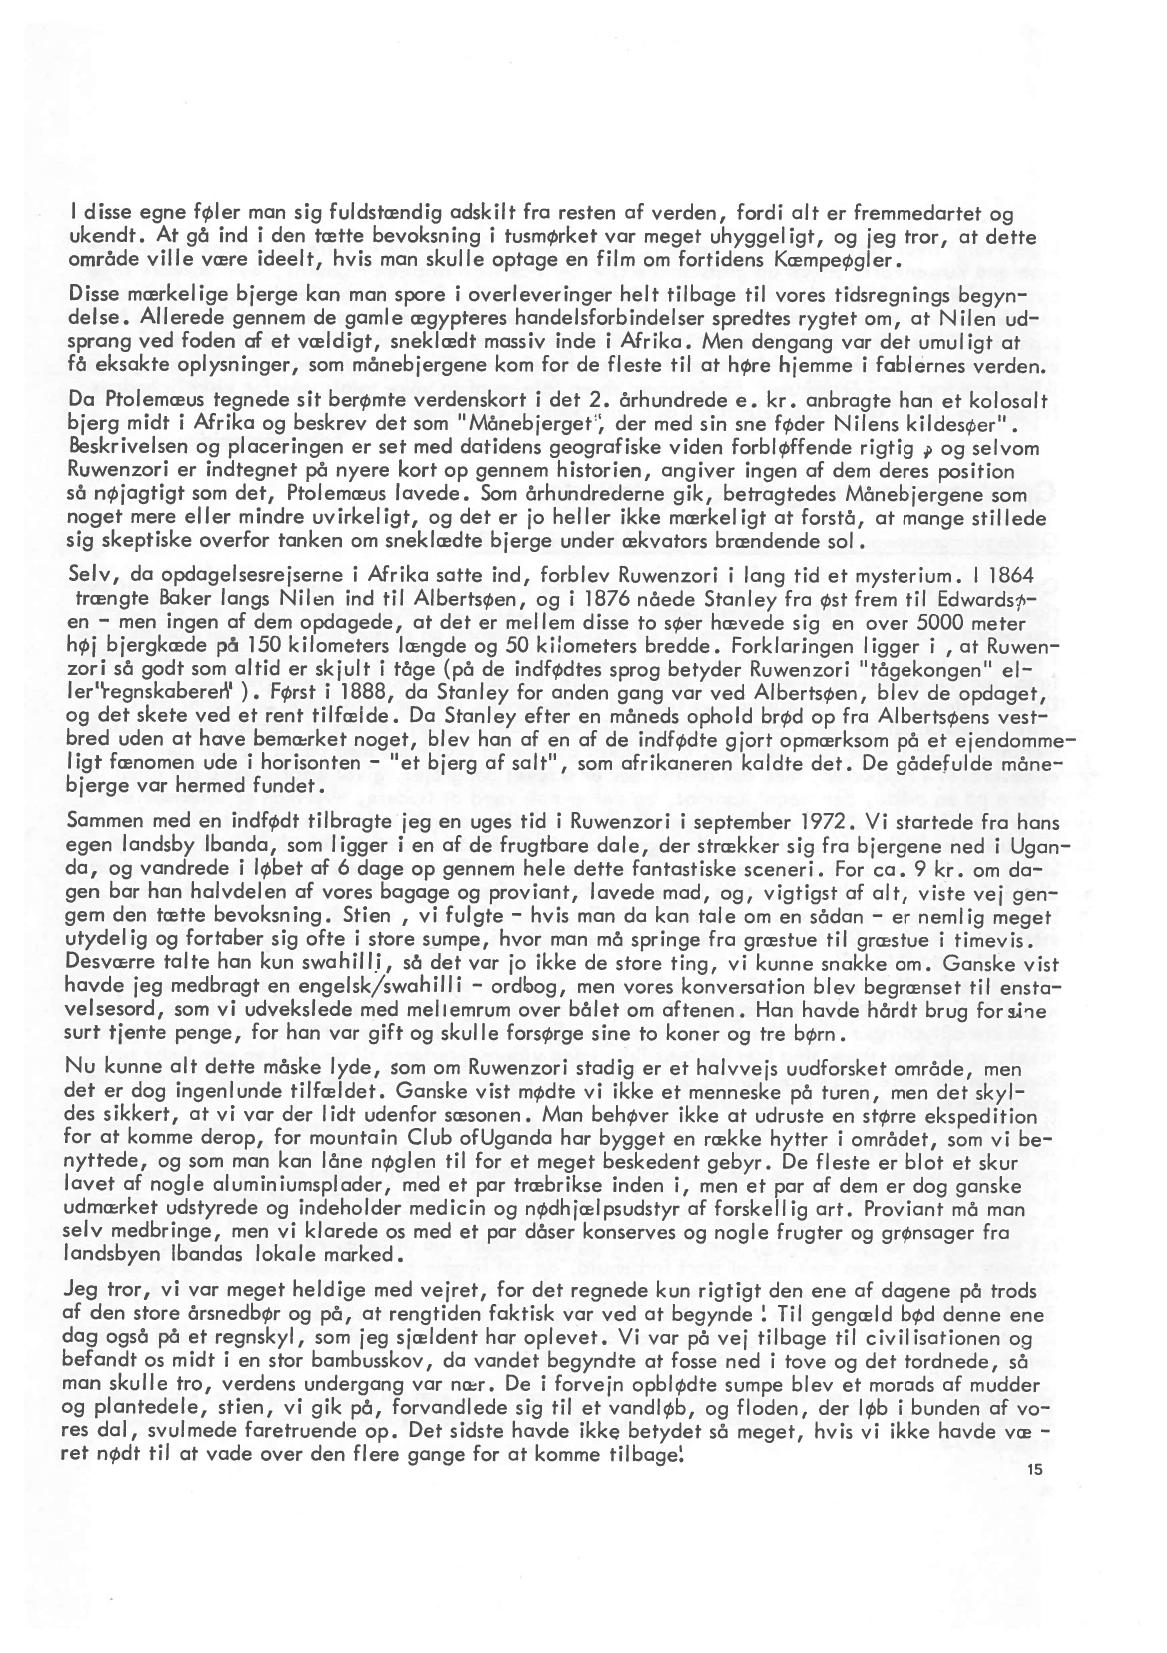 I disse egne føler man sig fuldstændig adskilt fra resten af verden, fordi alt er fremmedartet og
ukendt. At gå ind i den tætte bevoksning i tusmørket var meget uhyggeligt, og jeg tror, at dette
område ville være ideelt, hvis man skulle optage en film om fortidens Kæmpeøgler.
Disse mærkelige bjerge kan man spore i overleveringer helt tilbage til vores tidsregnings begyn-
delse. Allerede gennem de gamle ægypteres handelsforbindelser spredtes rygtet om, at Nilen ud-
sprang ved foden af et vældigt, sneklædt massiv inde i Afrika. Men dengang var det umuligt at
få eksakte oplysninger, som månebjergene kom for de fleste til at høre hjemme i fablernes verden.
Da Ptolemæus tegnede sit berømte verdenskort i det 2. århundrede e. kr. anbragte han et kolosalt
bjerg midt i Afrika og beskrev det som "Månebjerget", der med sin sne føder Nilens kildesøer".
Beskrivelsen og placeringen er set med datidens geografiske viden forbløffende rigtig , og selvom
Ruwenzori er indtegnet på nyere kort op gennem historien, angiver ingen af dem deres position
så nøjagtigt som det, Ptolemæus lavede. Som århundrederne gik, betragtedes Månebjergene som
noget mere eller mindre uvirkeligt, og det er jo heller ikke mærkeligt at forstå, at mange stillede
sig skeptiske overfor tanken om sneklædte bjerge under ækvators brændende sol.
Selv, da opdagelsesrejserne i Afrika satte ind, forblev Ruwenzori i lang tid et mysterium. I 1864
trængte Baker langs Nilen ind til Albertsøen, og i 1876 nåede Stanley fra øst frem til Edwardsø-
en - men ingen af dem opdagede, at det er mellem disse to søer hævede sig en over 5000 meter
høj bjergkæde på 150 kilometers længde og 50 kilometers bredde. Forklaringen ligger i , at Ruwen-
zori så godt som altid er skjult i tåge (på de indfødtes sprog betyder Ruwenzori "tågekongen" el-
ler "regnskaberen" ). Først i 1888, da Stanley for anden gang var ved Albertsøen, blev de opdaget,
og det skete ved et rent tilfælde. Da Stanley efter en måneds ophold brød op fra Albertsøens vest-
bred uden at have bemærket noget, blev han af en af de indfødte gjort opmærksom på et ejendomme-
ligt fænomen ude i horisonten - "et bjerg af salt", som afrikaneren kaldte det. De gådefulde måne-
bjerge var hermed fundet.
Sammen med en indfødt tilbragte jeg en uges tid i Ruwenzori i september 1972. Vi startede fra hans
egen landsby Ibanda, som ligger i en af de frugtbare dale, der strækker sig fra bjergene ned i Ugan-
da, og vandrede i løbet af 6 dage op gennem hele dette fantastiske sceneri. For ca. 9 kr. om da-
gen bar han halvdelen af vores bagage og proviant, lavede mad, og, vigtigst af alt, viste vej gen-
gem den tætte bevoksning. Stien , vi fulgte - hvis man da kan tale om en sådan - er nemlig meget
utydelig og fortaber sig ofte i store sumpe, hvor man må springe fra græstue til græstue i timevis.
Desværre talte han kun swahilli, så det var jo ikke de store ting, vi kunne snakke om. Ganske vist
havde jeg medbragt en engelsk/swahilli - ordbog, men vores konversation blev begrænset til ensta-
velsesord, som vi udvekslede med mellemrum over bålet om aftenen. Han havde hårdt brug for sine
surt tjente penge, for han var gift og skulle forsørge sine to koner og tre børn.
Nu kunne alt dette måske lyde, som om Ruwenzori stadig er et halvvejs uudforsket område, men
det er dog ingenlunde tilfældet. Ganske vist mødte vi ikke et menneske på turen, men det skyl-
des sikkert, at vi var der lidt udenfor sæsonen. Man behøver ikke at udruste en større ekspedition
for at komme derop, for mountain Club ofUganda har bygget en række hytter i området, som vi be-
nyttede, og som man kan låne nøglen til for et meget beskedent gebyr. De fleste er blot et skur
lavet af nogle aluminiumsplader, med et par træbrikse inden i, men et par af dem er dog ganske
udmærket udstyrede og indeholder medicin og nødhjælpsudstyr af forskellig art. Proviant må man
selv medbringe, men vi klarede os med et par dåser konserves og nogle frugter og grønsager fra
landsbyen Ibandas lokale marked.
Jeg tror, vi var meget heldige med vejret, for det regnede kun rigtigt den ene af dagene på trods
af den store årsnedbør og på, at rengtiden faktisk var ved at begynde ! Til gengæld bød denne ene
dag også på et regnskyl, som jeg sjældent har oplevet. Vi var på vej tilbage til civilisationen og
befandt os midt i en stor bambusskov, da vandet begyndte at fosse ned i tove og det tordnede, så
man skulle tro, verdens undergang var nær. De i forvejn opblødte sumpe blev et morads af mudder
og plantedele, stien, vi gik på, forvandlede sig til et vandløb, og floden, der løb i bunden af vo-
res dal, svulmede faretruende op. Det sidste havde ikke betydet så meget, hvis vi ikke havde væ -
ret nødt til at vade over den flere gange for at komme tilbage!
15